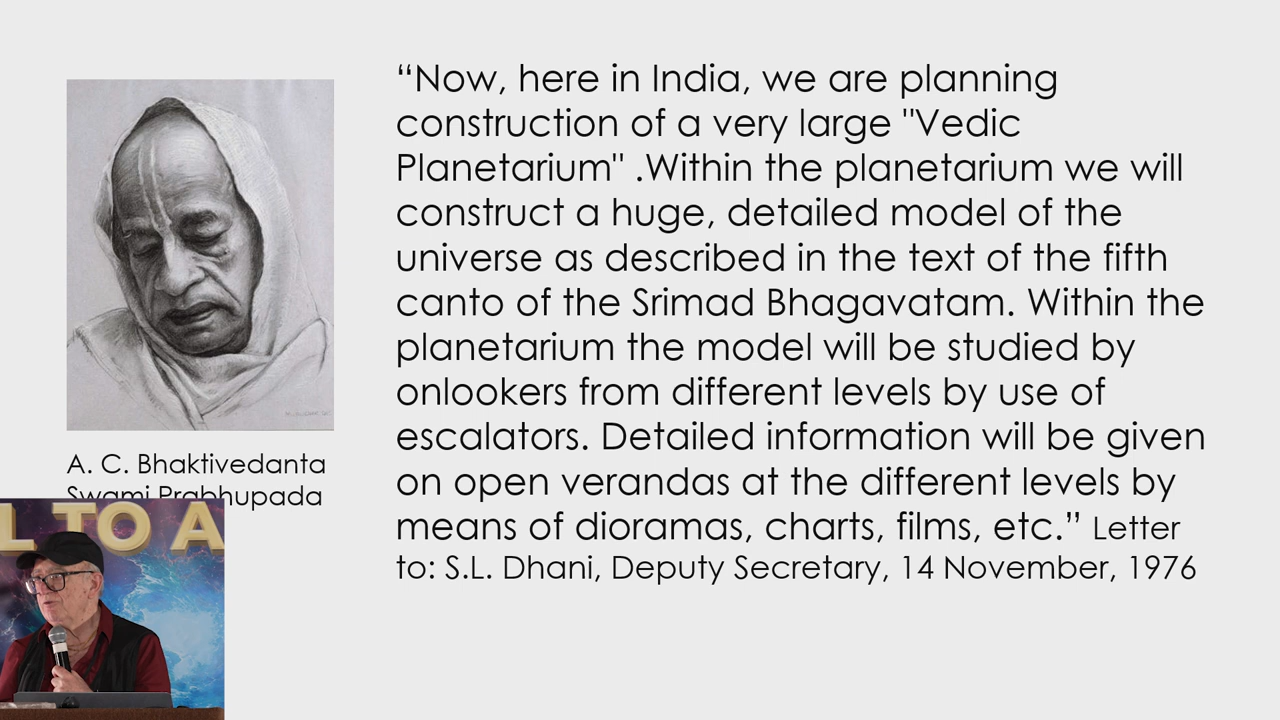 “Now, here in India, we are planning
construction of a very large "Vedic
Planetarium" .Within the planetarium we will
construct a huge, detailed model of the
universe as described in the text of the fifth
canto of the Srimad Bhagavatam. Within the
planetarium the model will be studied by
onlookers from different levels by use of
escalators. Detailed information will be given
on open verandas at the different levels by
means of dioramas, charts, films, etc.” Letter
to: S.L. Dhani, Deputy Secretary, 14 November, 1976
A. C. Bhaktivedanta
Swami Prabhupada
L TO A